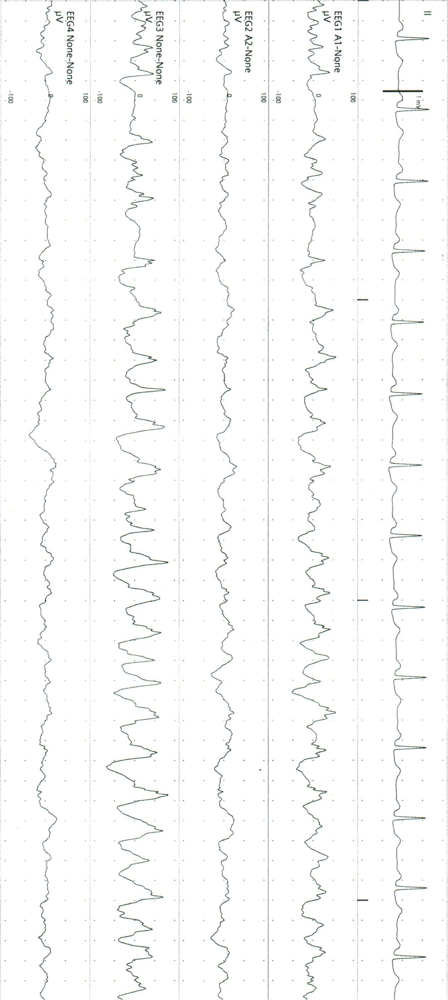 II
1 mV
EEG1 A1-None
µV
100
0
-100
EEG2 A2-None
µV
100
0
-100
EEG3 None-None
µV
100
0
-100
EEG4 None-None
µV
100
0
-100